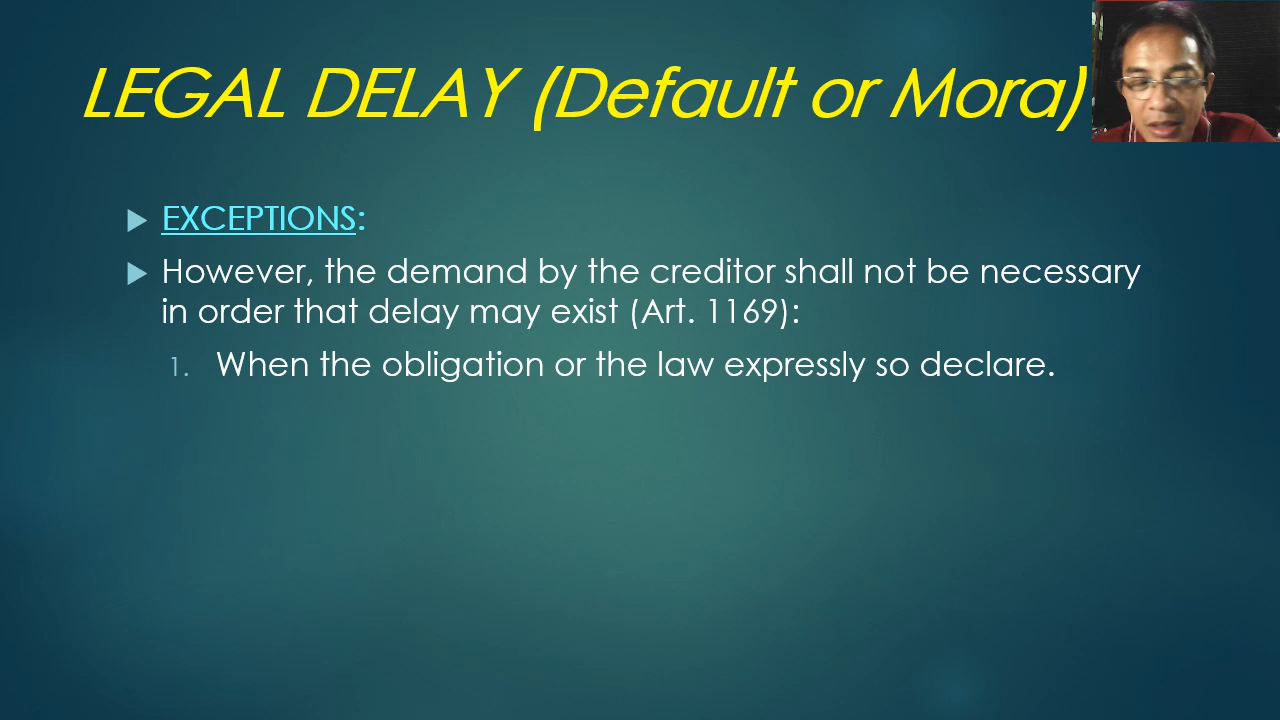 LEGAL DELAY (Default or Mora)
EXCEPTIONS:
However, the demand by the creditor shall not be necessary
in order that delay may exist (Art. 1169):
1. When the obligation or the law expressly so declare.